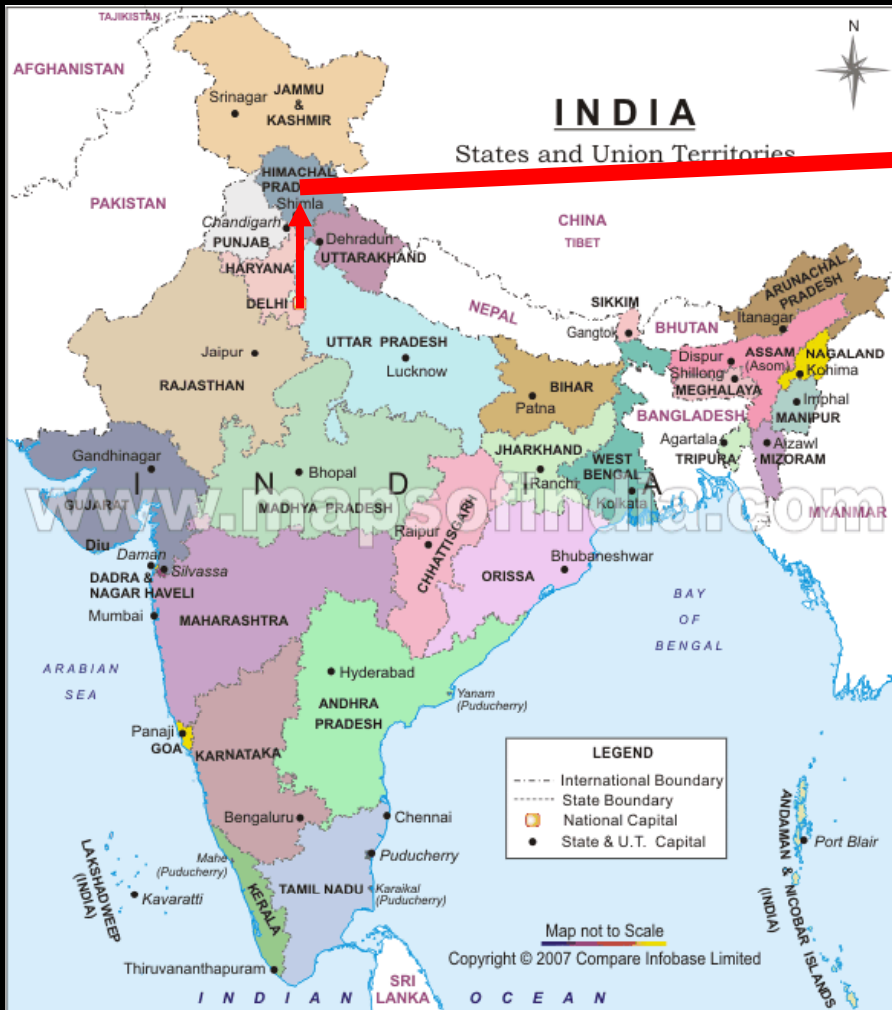 TAJIKISTAN
AFGHANISTAN
N
JAMMU
&
KASHMIR
Srinagar
INDIA
States and Union Territories
HIMACHAL
PRAD
Shimla
PAKISTAN
Chandigarh
PUNJAB
CHINA
TIBET
Dehradun
UTTARAKHAND
HARYANA
DELHI
ARUNACHAL
PRADESH
Itanagar
SIKKIM
NEPAL
Gangtok
BHUTAN
UTTAR PRADESH
Lucknow
Jaipur
RAJASTHAN
Dispur
ASSAM
(Asom)
NAGALAND
Kohima
Shillong
MEGHALAYA
BIHAR
Patna
Imphal
MANIPUR
BANGLADESH
Agartala
TRIPURA
Aizawl
MIZORAM
Gandhinagar
JHARKHAND
Ranchi
WEST
BENGAL
Kolkata
Bhopal
I N D I A
GUJARAT
MADHYA PRADESH
www.mapsofindia.com
MYANMAR
Raipur
CHHATTISGARH
Diu
Daman
Silvassa
DADRA &
NAGAR HAVELI
Bhubaneshwar
ORISSA
Mumbai
MAHARASHTRA
BAY
OF
BENGAL
ARABIAN
SEA
Hyderabad
ANDHRA
PRADESH
Yanam
(Puducherry)
Panaji
GOA
KARNATAKA
LEGEND
International Boundary
State Boundary
National Capital
State & U.T. Capital
Bengaluru
Chennai
Mahe
(Puducherry)
Puducherry
TAMIL NADU
Karaikal
(Puducherry)
KERALA
LAKSHADWEEP
(INDIA)
Kavaratti
ANDAMAN & NICOBAR ISLANDS
(INDIA)
Port Blair
Map not to Scale
Copyright © 2007 Compare Infobase Limited
Thiruvananthapuram
SRI
LANKA
INDIAN OCEAN